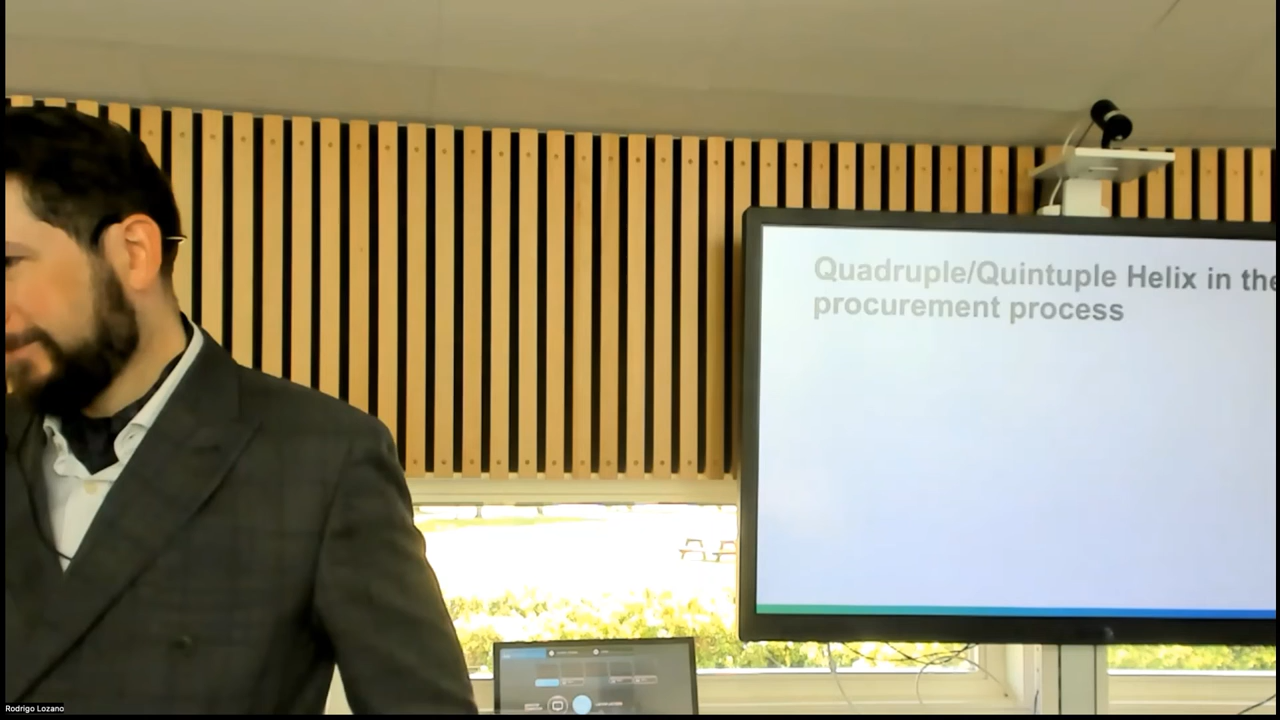 Quadruple/Quintuple Helix in the
procurement process
Rodrigo Lozano